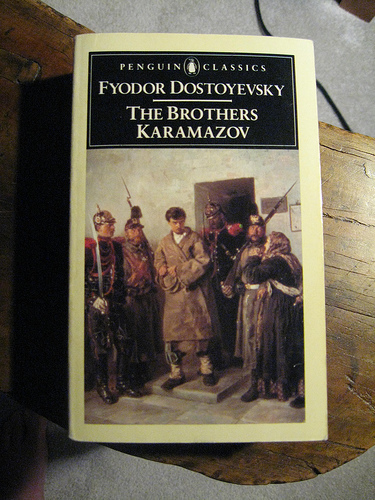 PENGUIN CLASSICS
FYODOR DOSTOYEVSKY
THE BROTHERS
KARAMAZOV